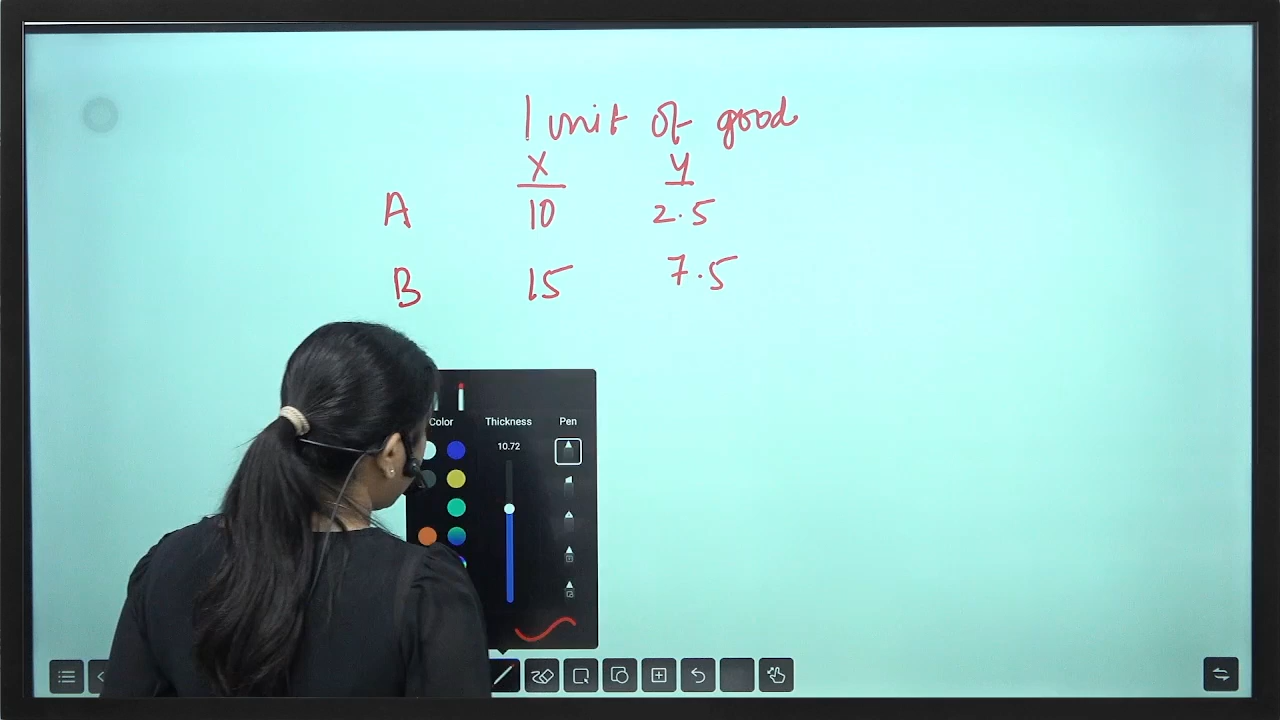 1 unit of good
X Y
A 10 2.5
B 15 7.5
Color Thickness Pen
10.72